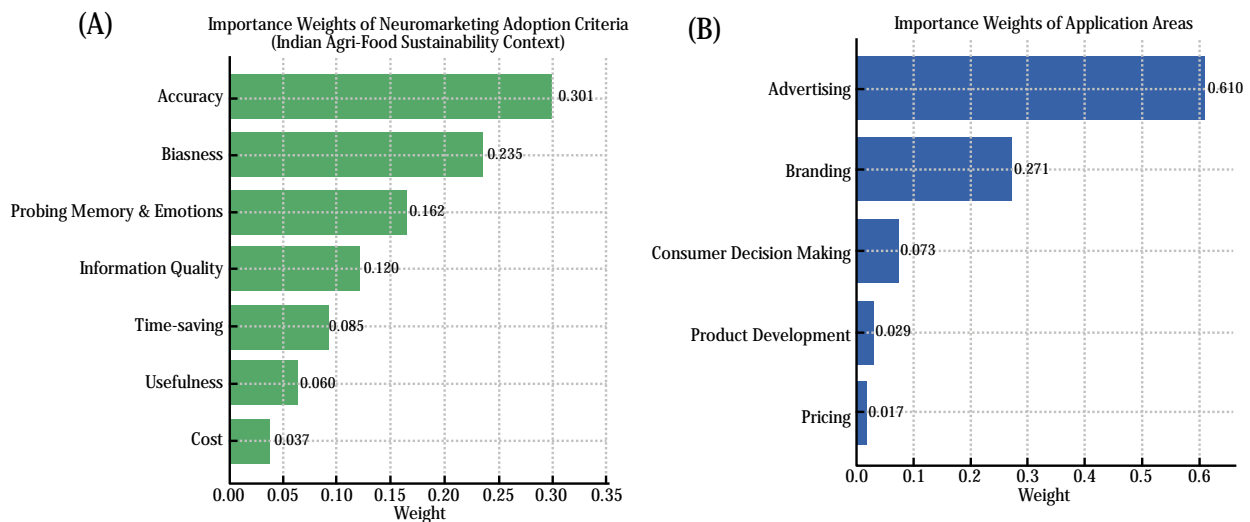 (A)
Importance Weights of Neuromarketing Adoption Criteria
(Indian Agri-Food Sustainability Context)
Accuracy
0.301
Biasness
0.235
Probing Memory & Emotions
0.162
Information Quality
0.120
Time-saving
0.085
Usefulness
0.060
Cost
0.037
0.00 0.05 0.10 0.15 0.20 0.25 0.30 0.35
Weight
(B)
Importance Weights of Application Areas
Advertising
0.610
Branding
0.271
Consumer Decision Making
0.073
Product Development
0.029
Pricing
0.017
0.0 0.1 0.2 0.3 0.4 0.5 0.6
Weight